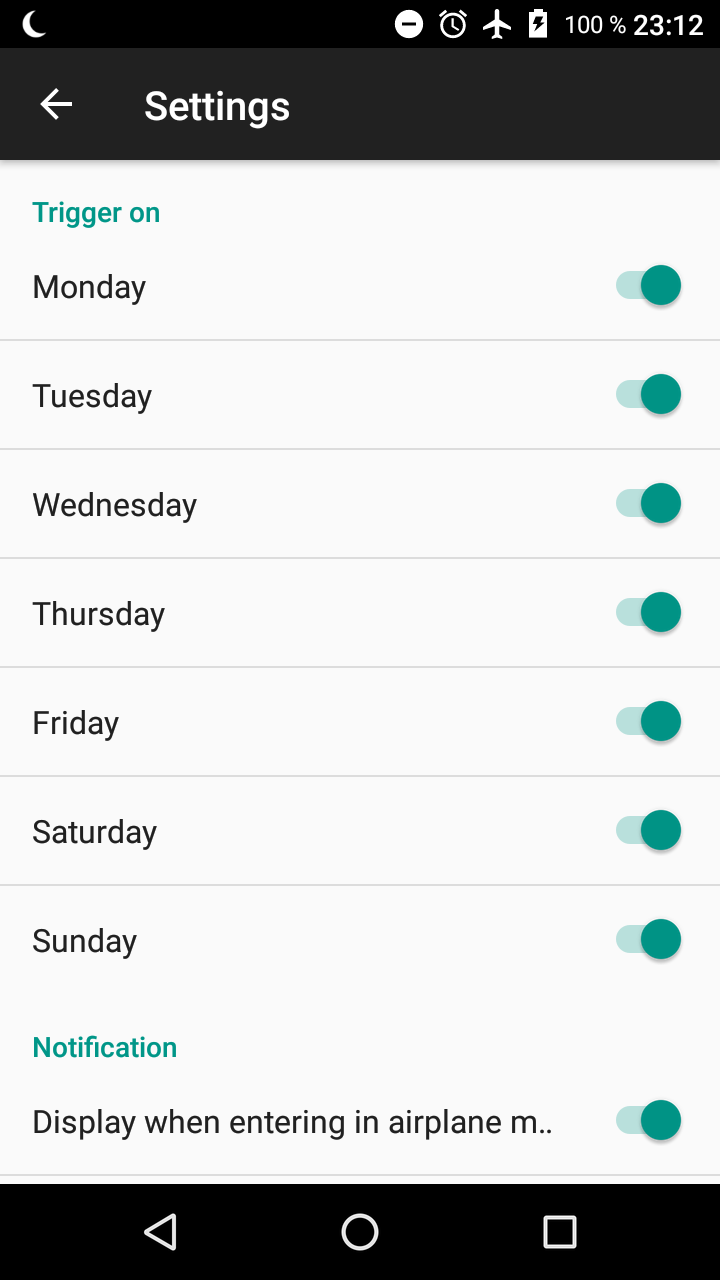 100 % 23:12
Settings
Trigger on
Monday
Tuesday
Wednesday
Thursday
Friday
Saturday
Sunday
Notification
Display when entering in airplane m..